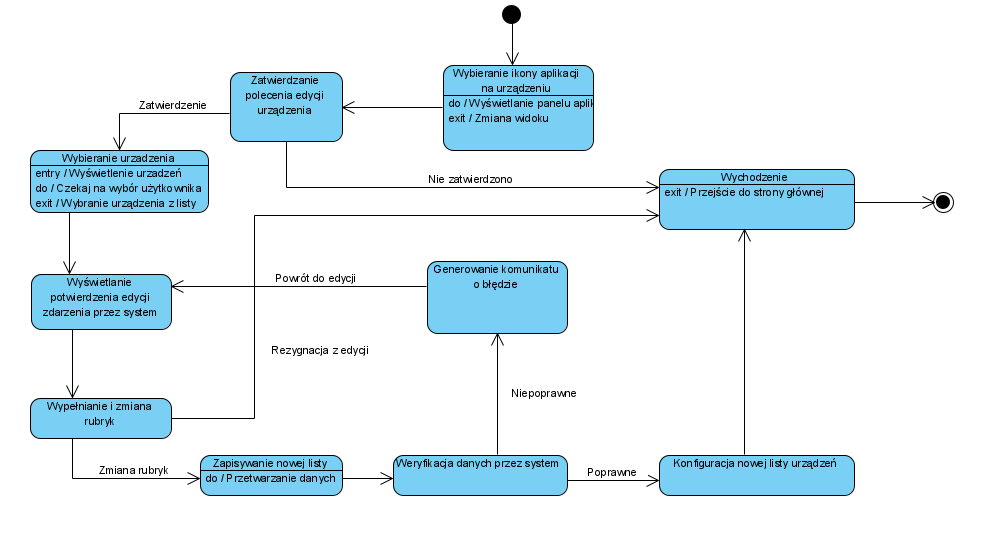 Wybieranie ikony aplikacji
na urządzeniu
do / Wyświetlanie panelu aplik
exit / Zmiana widoku
Zatwierdzanie
polecenia edycji
urządzenia
Zatwierdzenie
Wybieranie urzadzenia
entry / Wyświetlenie urzadzeń
do / Czekaj na wybór użytkownika
exit / Wybranie urządzenia z listy
Nie zatwierdzono
Wychodzenie
exit / Przejście do strony głównej
Wyświetlanie
potwierdzenia edycji
zdarzenia przez system
Powrót do edycji
Generowanie komunikatu
o błędzie
Rezygnacja z edycji
Niepoprawne
Wypełnianie i zmiana
rubryk
Zmiana rubryk
Zapisywanie nowej listy
do / Przetwarzanie danych
Weryfikacja danych przez system
Poprawne
Konfiguracja nowej listy urządzeń